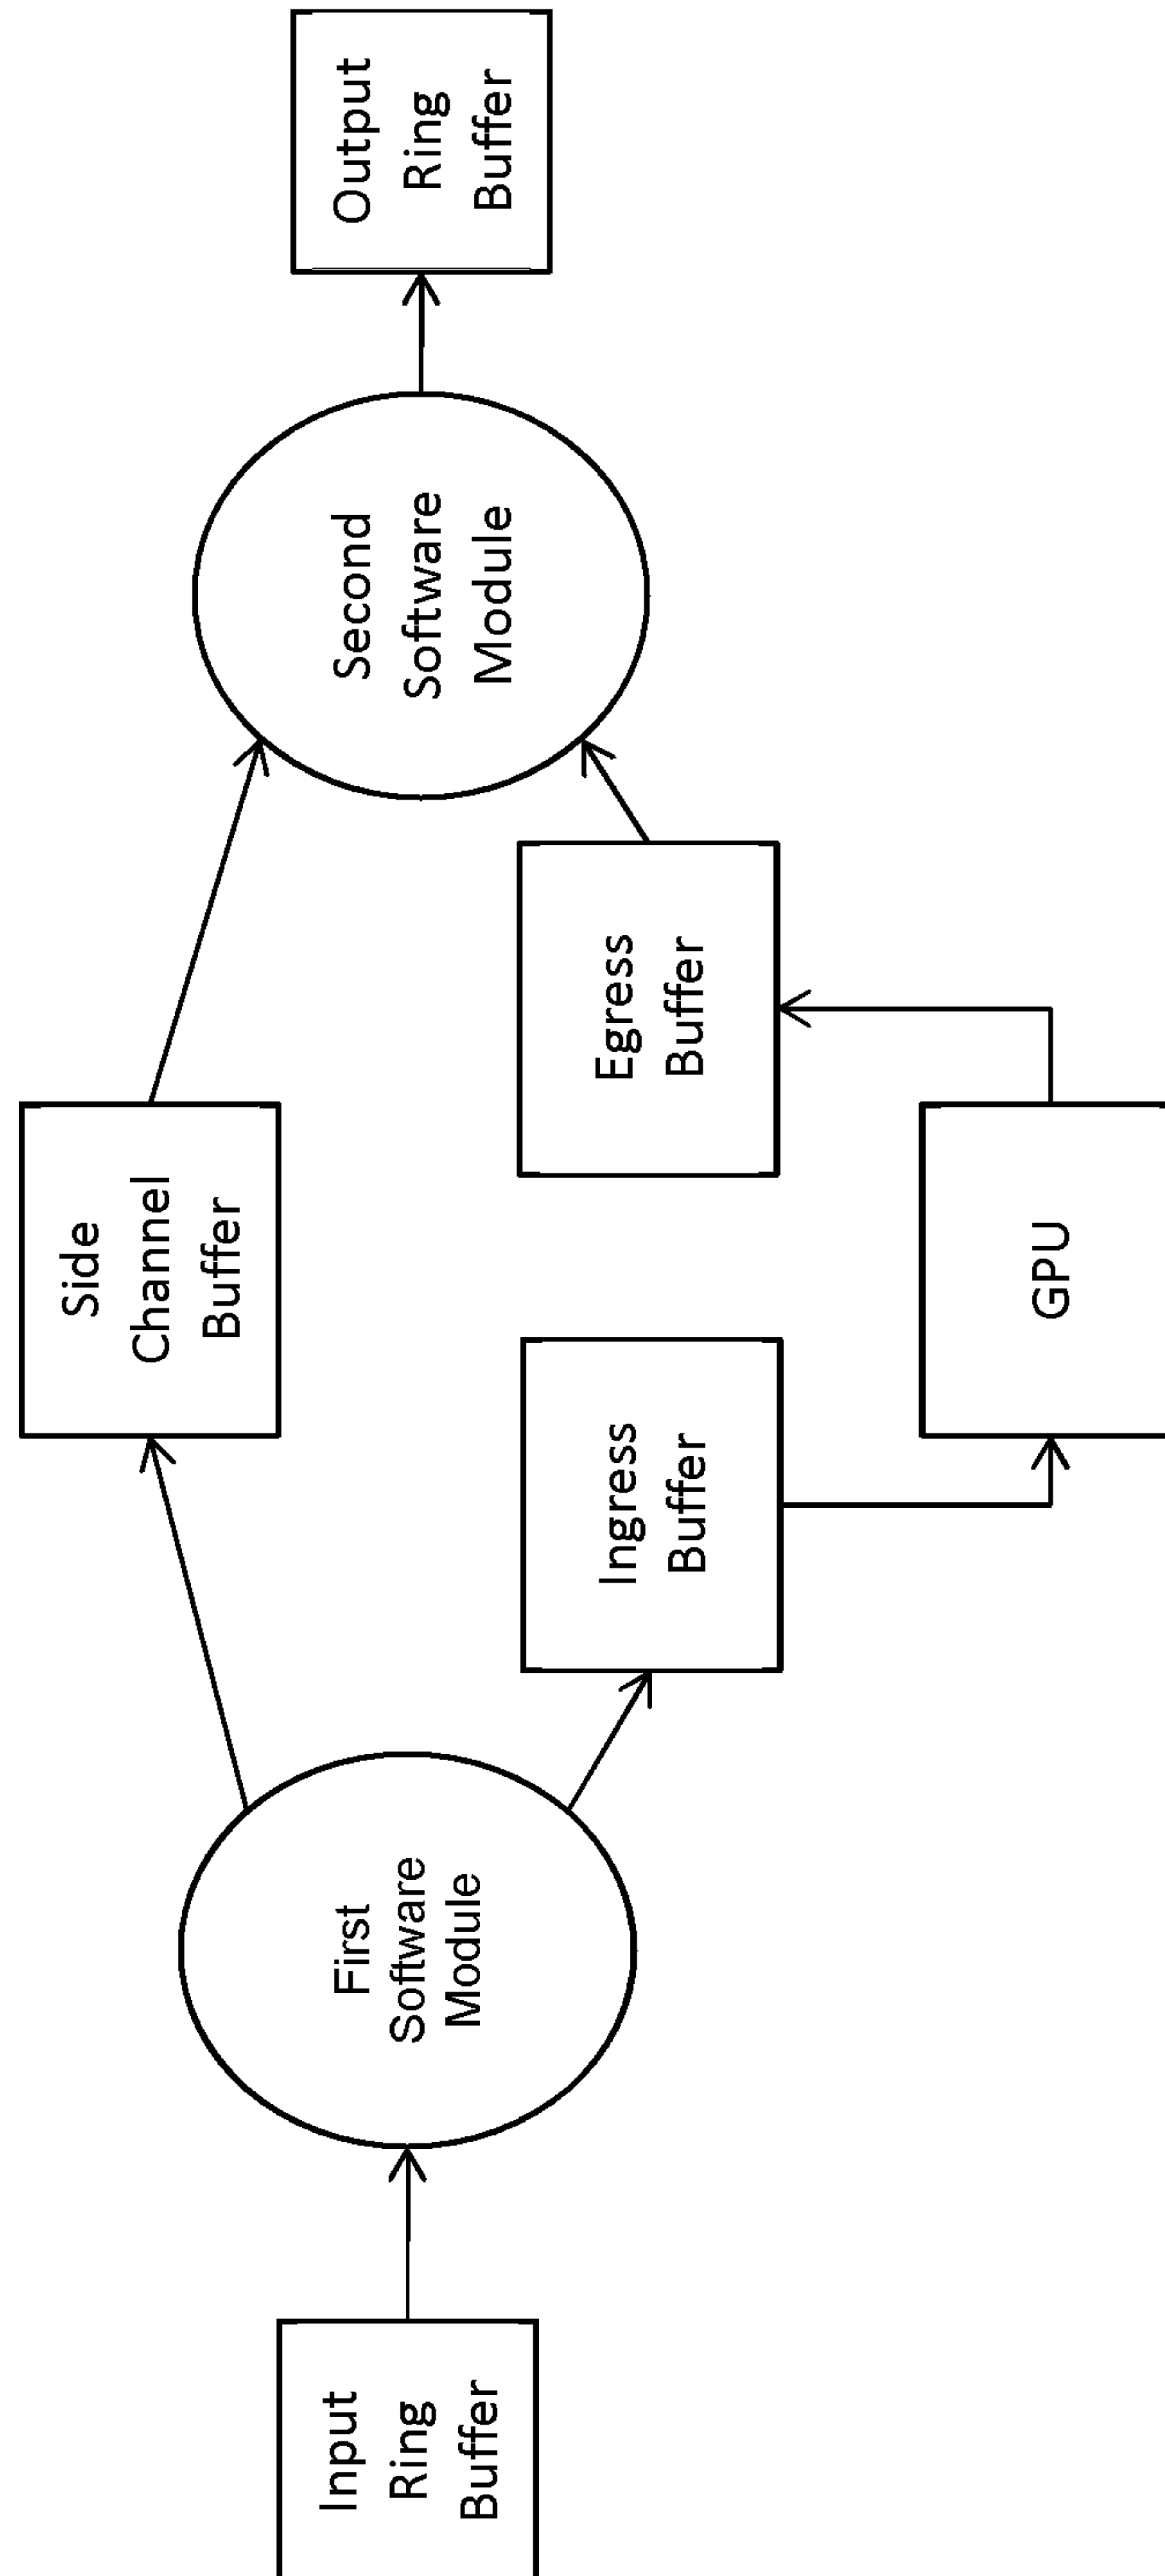 Input
Ring
Buffer
First
Software
Module
Side
Channel
Buffer
Ingress
Buffer
GPU
Egress
Buffer
Second
Software
Module
Output
Ring
Buffer